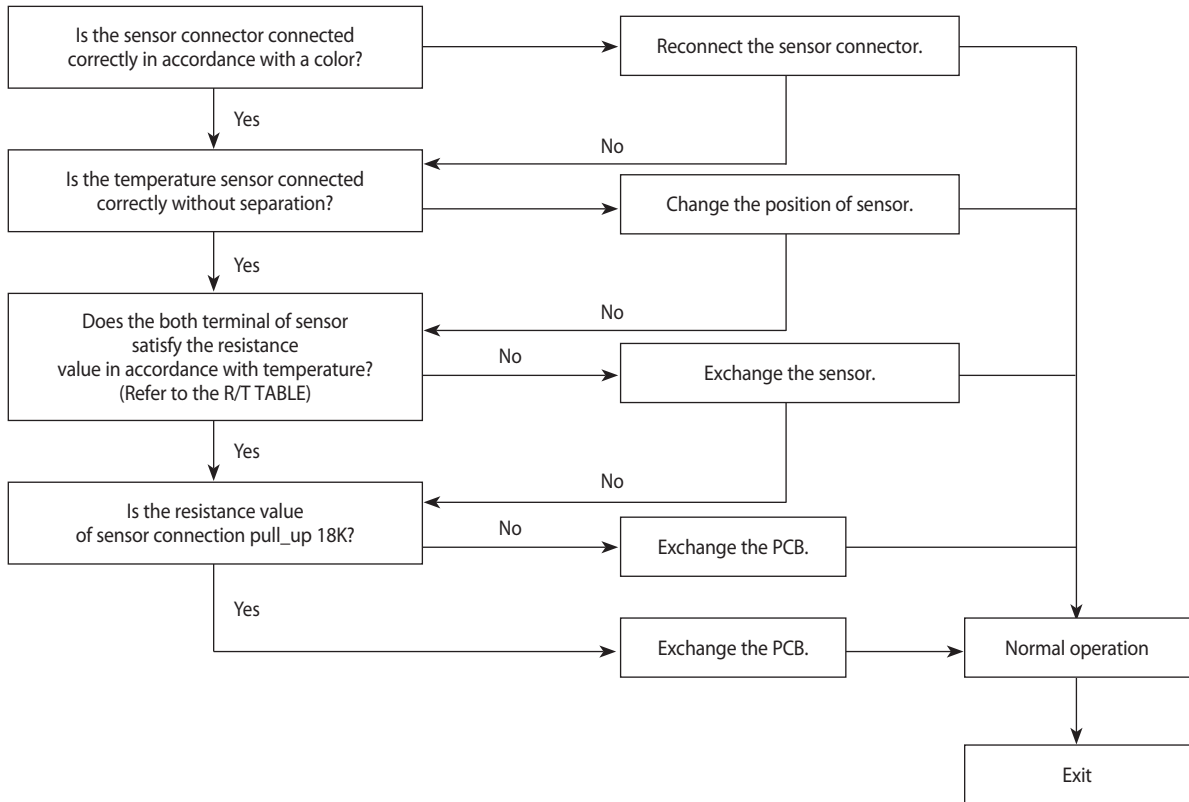 Is the sensor connector connected
correctly in accordance with a color?
Reconnect the sensor connector.
Yes
No
Is the temperature sensor connected
correctly without separation?
Change the position of sensor.
Yes
No
Does the both terminal of sensor
satisfy the resistance
value in accordance with temperature?
(Refer to the R/T TABLE)
No
Exchange the sensor.
Yes
No
Is the resistance value
of sensor connection pull_up 18K?
No
Exchange the PCB.
Yes
Exchange the PCB.
Normal operation
Exit